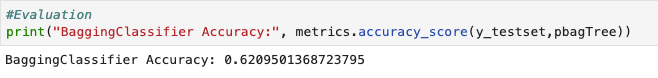 #Evaluation
print("BaggingClassifier Accuracy:", metrics.accuracy_score(y_testset,pbagTree))
BaggingClassifier Accuracy: 0.6209501368723795